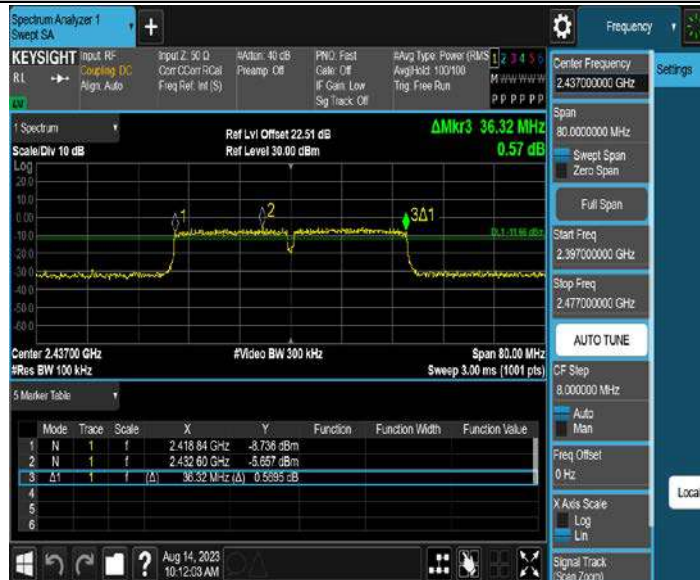 Spectrum Analyzer 1
Swept SA
+
Frequency
KEYSIGHT
RL
Input: RF
Coupling: DC
Align: Auto
Input Z: 50 Ω
Corr CCorr RCal
Freq Ref: Int (S)
#Atten: 40 dB
Preamp: Off
PNO: Fast
Gate: Off
IF Gain: Low
Sig Track: Off
#Avg Type: Power (RMS
Avg|Hold: 100/100
Trig: Free Run
1 2 3 4 5 6
M W W W W W
P P P P P P
1 Spectrum
Scale/Div 10 dB
Ref Lvl Offset 22.51 dB
Ref Level 30.00 dBm
ΔMkr3 36.32 MHz
0.57 dB
Log
20.0
10.0
0.00
-10.0
-20.0
-30.0
-40.0
-50.0
-60.0
1
2
3Δ1
DL1 -11.66 dBm
Center 2.43700 GHz
#Res BW 100 kHz
#Video BW 300 kHz
Span 80.00 MHz
Sweep 3.00 ms (1001 pts)
5 Marker Table
Mode Trace Scale X Y Function Function Width Function Value
1 N 1 f 2.418 84 GHz -8.736 dBm
2 N 1 f 2.432 60 GHz -5.657 dBm
3 Δ1 1 f (Δ) 36.32 MHz (Δ) 0.5695 dB
4
5
6
Aug 14, 2023
10:12:03 AM
Center Frequency
2.437000000 GHz
Span
80.0000000 MHz
Swept Span
Zero Span
Full Span
Start Freq
2.397000000 GHz
Stop Freq
2.477000000 GHz
AUTO TUNE
CF Step
8.000000 MHz
Auto
Man
Freq Offset
0 Hz
X Axis Scale
Log
Lin
Signal Track
(Span Zoom)
Settings
Local